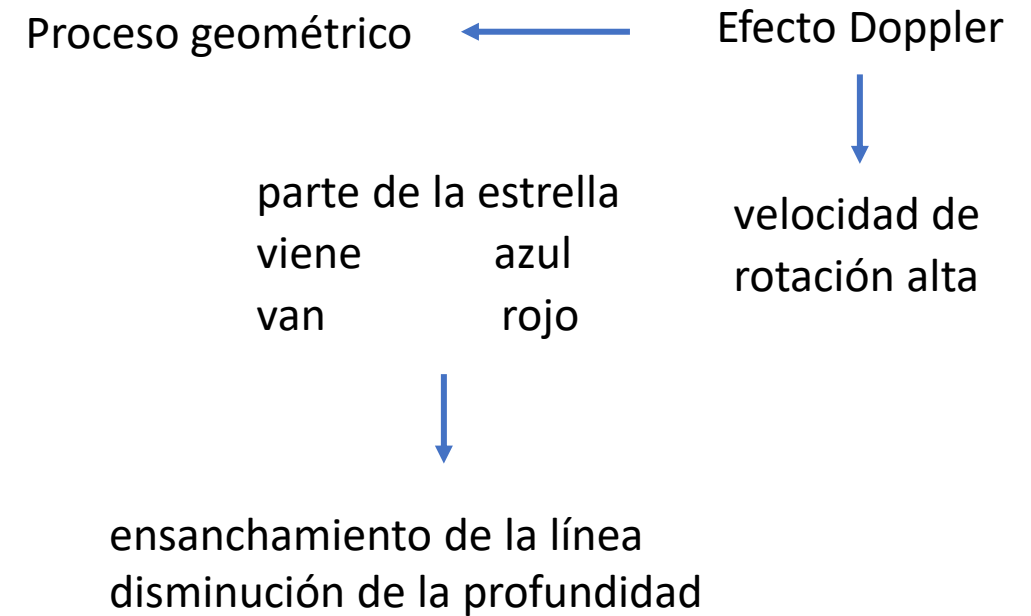 Proceso geométrico
Efecto Doppler
parte de la estrella
viene azul
van rojo
velocidad de
rotación alta
ensanchamiento de la línea
disminución de la profundidad